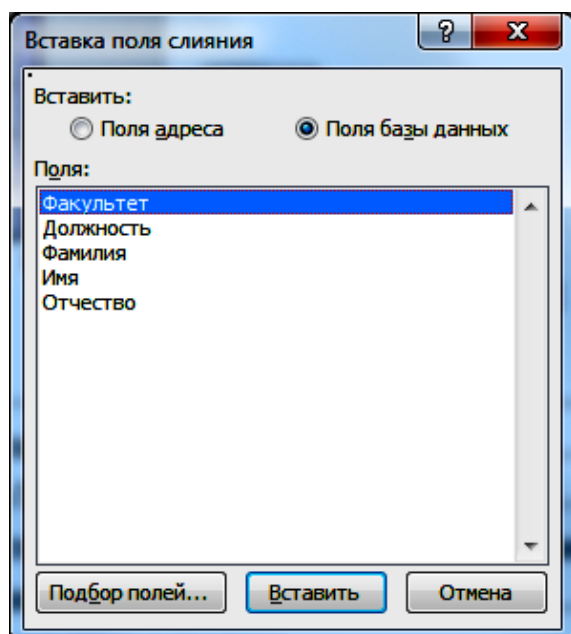 Вставка поля слияния
Вставить:
Поля адреса Поля базы данных
Поля:
Факультет
Должность
Фамилия
Имя
Отчество
Подбор полей... Вставить Отмена